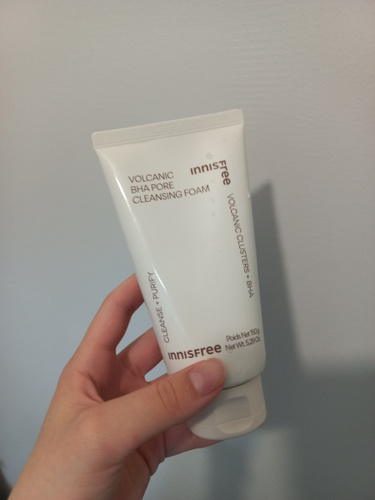 innisfree
VOLCANIC
BHA PORE
CLEANSING FOAM
VOLCANIC CLUSTERS + BHA
CLEANSE + PURIFY
innisfree
Poids Net 150g
Net Wt. 5.29 Oz